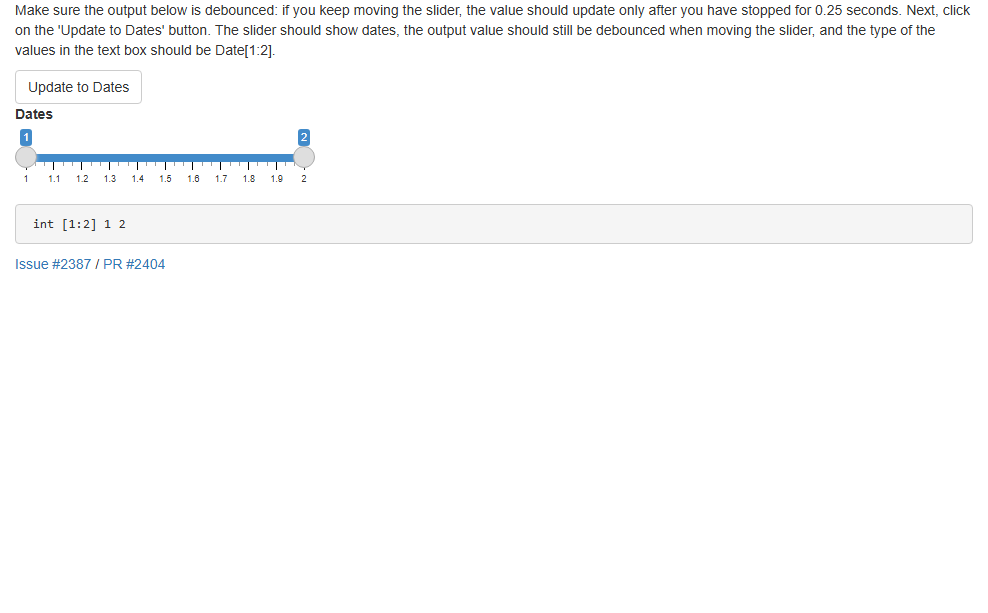 Make sure the output below is debounced: if you keep moving the slider, the value should update only after you have stopped for 0.25 seconds. Next, click
on the 'Update to Dates' button. The slider should show dates, the output value should still be debounced when moving the slider, and the type of the
values in the text box should be Date[1:2].
Update to Dates
Dates
1 2
1 1.1 1.2 1.3 1.4 1.5 1.6 1.7 1.8 1.9 2
int [1:2] 1 2
Issue #2387 / PR #2404